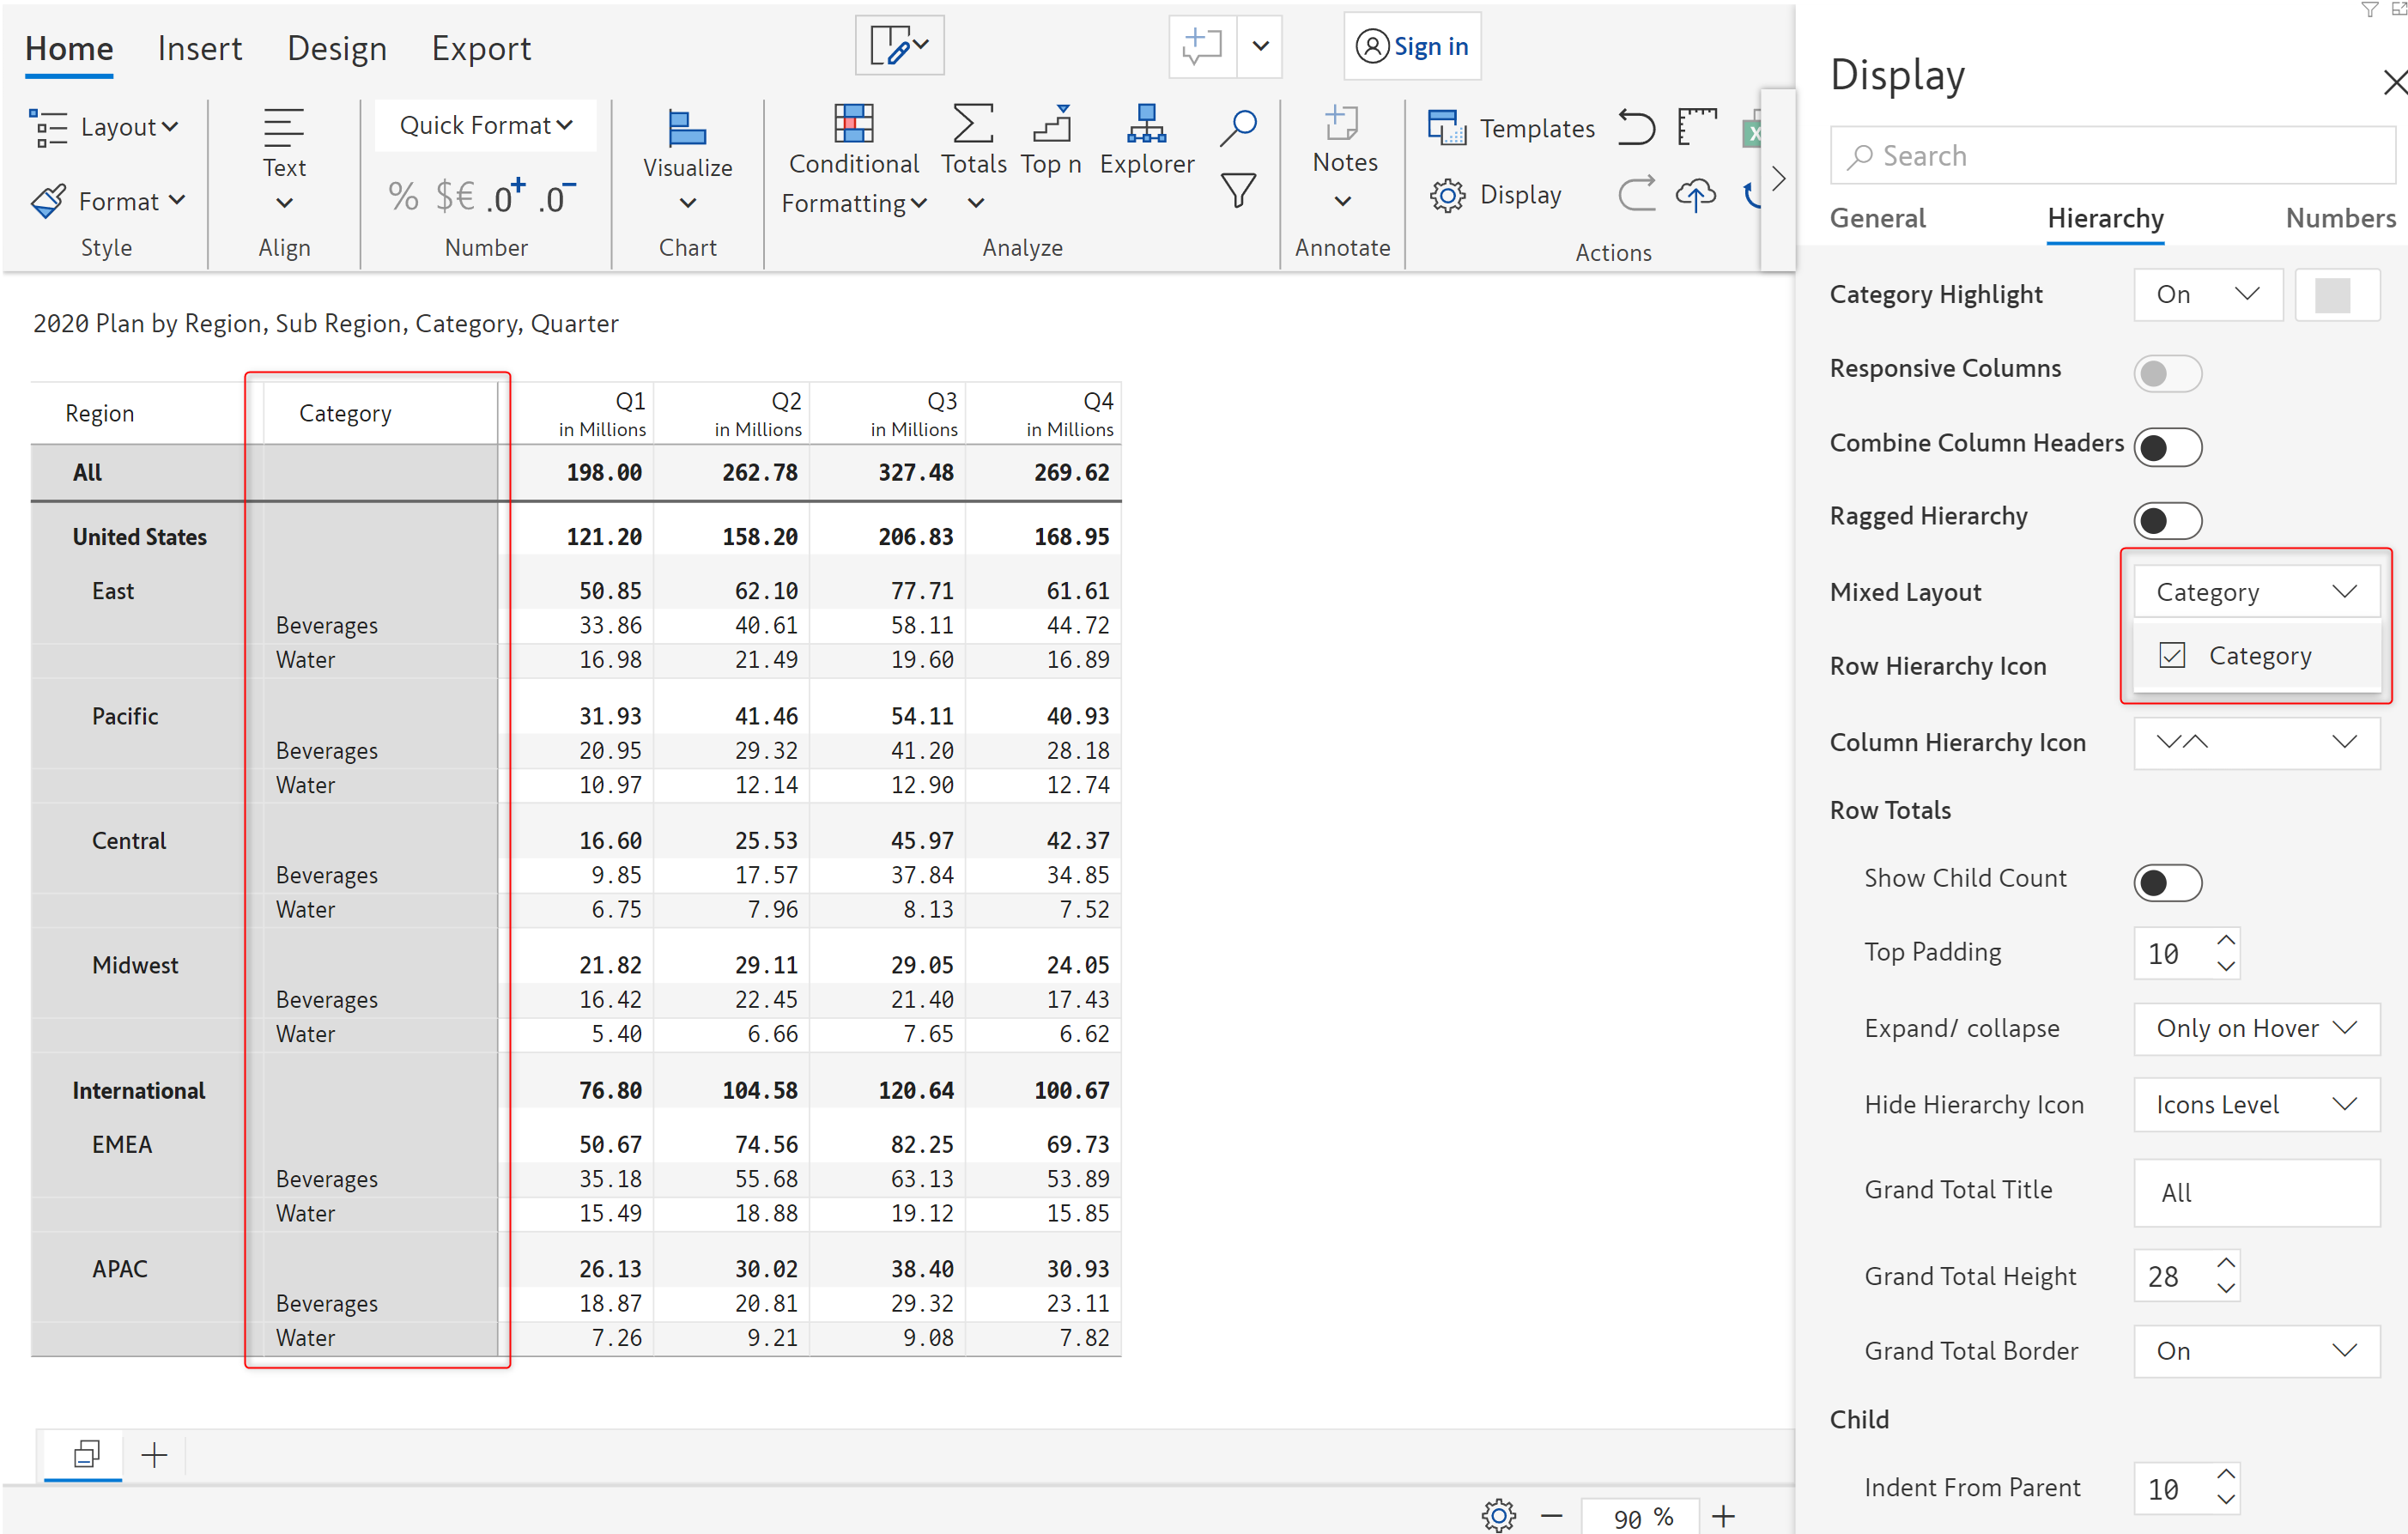 Home Insert Design Export Sign in
Layout Format Style
Text Align
Quick Format
% $€ .0+ .0−
Number
Visualize Chart
Conditional Formatting Totals Top n Explorer
Analyze
Notes
Annotate
Templates
Display
Actions
2020 Plan by Region, Sub Region, Category, Quarter
Region Category Q1 Q2 Q3 Q4
in Millions in Millions in Millions in Millions
All 198.00 262.78 327.48 269.62
United States 121.20 158.20 206.83 168.95
East 50.85 62.10 77.71 61.61
Beverages 33.86 40.61 58.11 44.72
Water 16.98 21.49 19.60 16.89
Pacific 31.93 41.46 54.11 40.93
Beverages 20.95 29.32 41.20 28.18
Water 10.97 12.14 12.90 12.74
Central 16.60 25.53 45.97 42.37
Beverages 9.85 17.57 37.84 34.85
Water 6.75 7.96 8.13 7.52
Midwest 21.82 29.11 29.05 24.05
Beverages 16.42 22.45 21.40 17.43
Water 5.40 6.66 7.65 6.62
International 76.80 104.58 120.64 100.67
EMEA 50.67 74.56 82.25 69.73
Beverages 35.18 55.68 63.13 53.89
Water 15.49 18.88 19.12 15.85
APAC 26.13 30.02 38.40 30.93
Beverages 18.87 20.81 29.32 23.11
Water 7.26 9.21 9.08 7.82
90 %
Display
Search
General Hierarchy Numbers
Category Highlight On
Responsive Columns
Combine Column Headers
Ragged Hierarchy
Mixed Layout Category
Category
Row Hierarchy Icon
Column Hierarchy Icon
Row Totals
Show Child Count
Top Padding 10
Expand/ collapse Only on Hover
Hide Hierarchy Icon Icons Level
Grand Total Title All
Grand Total Height 28
Grand Total Border On
Child
Indent From Parent 10